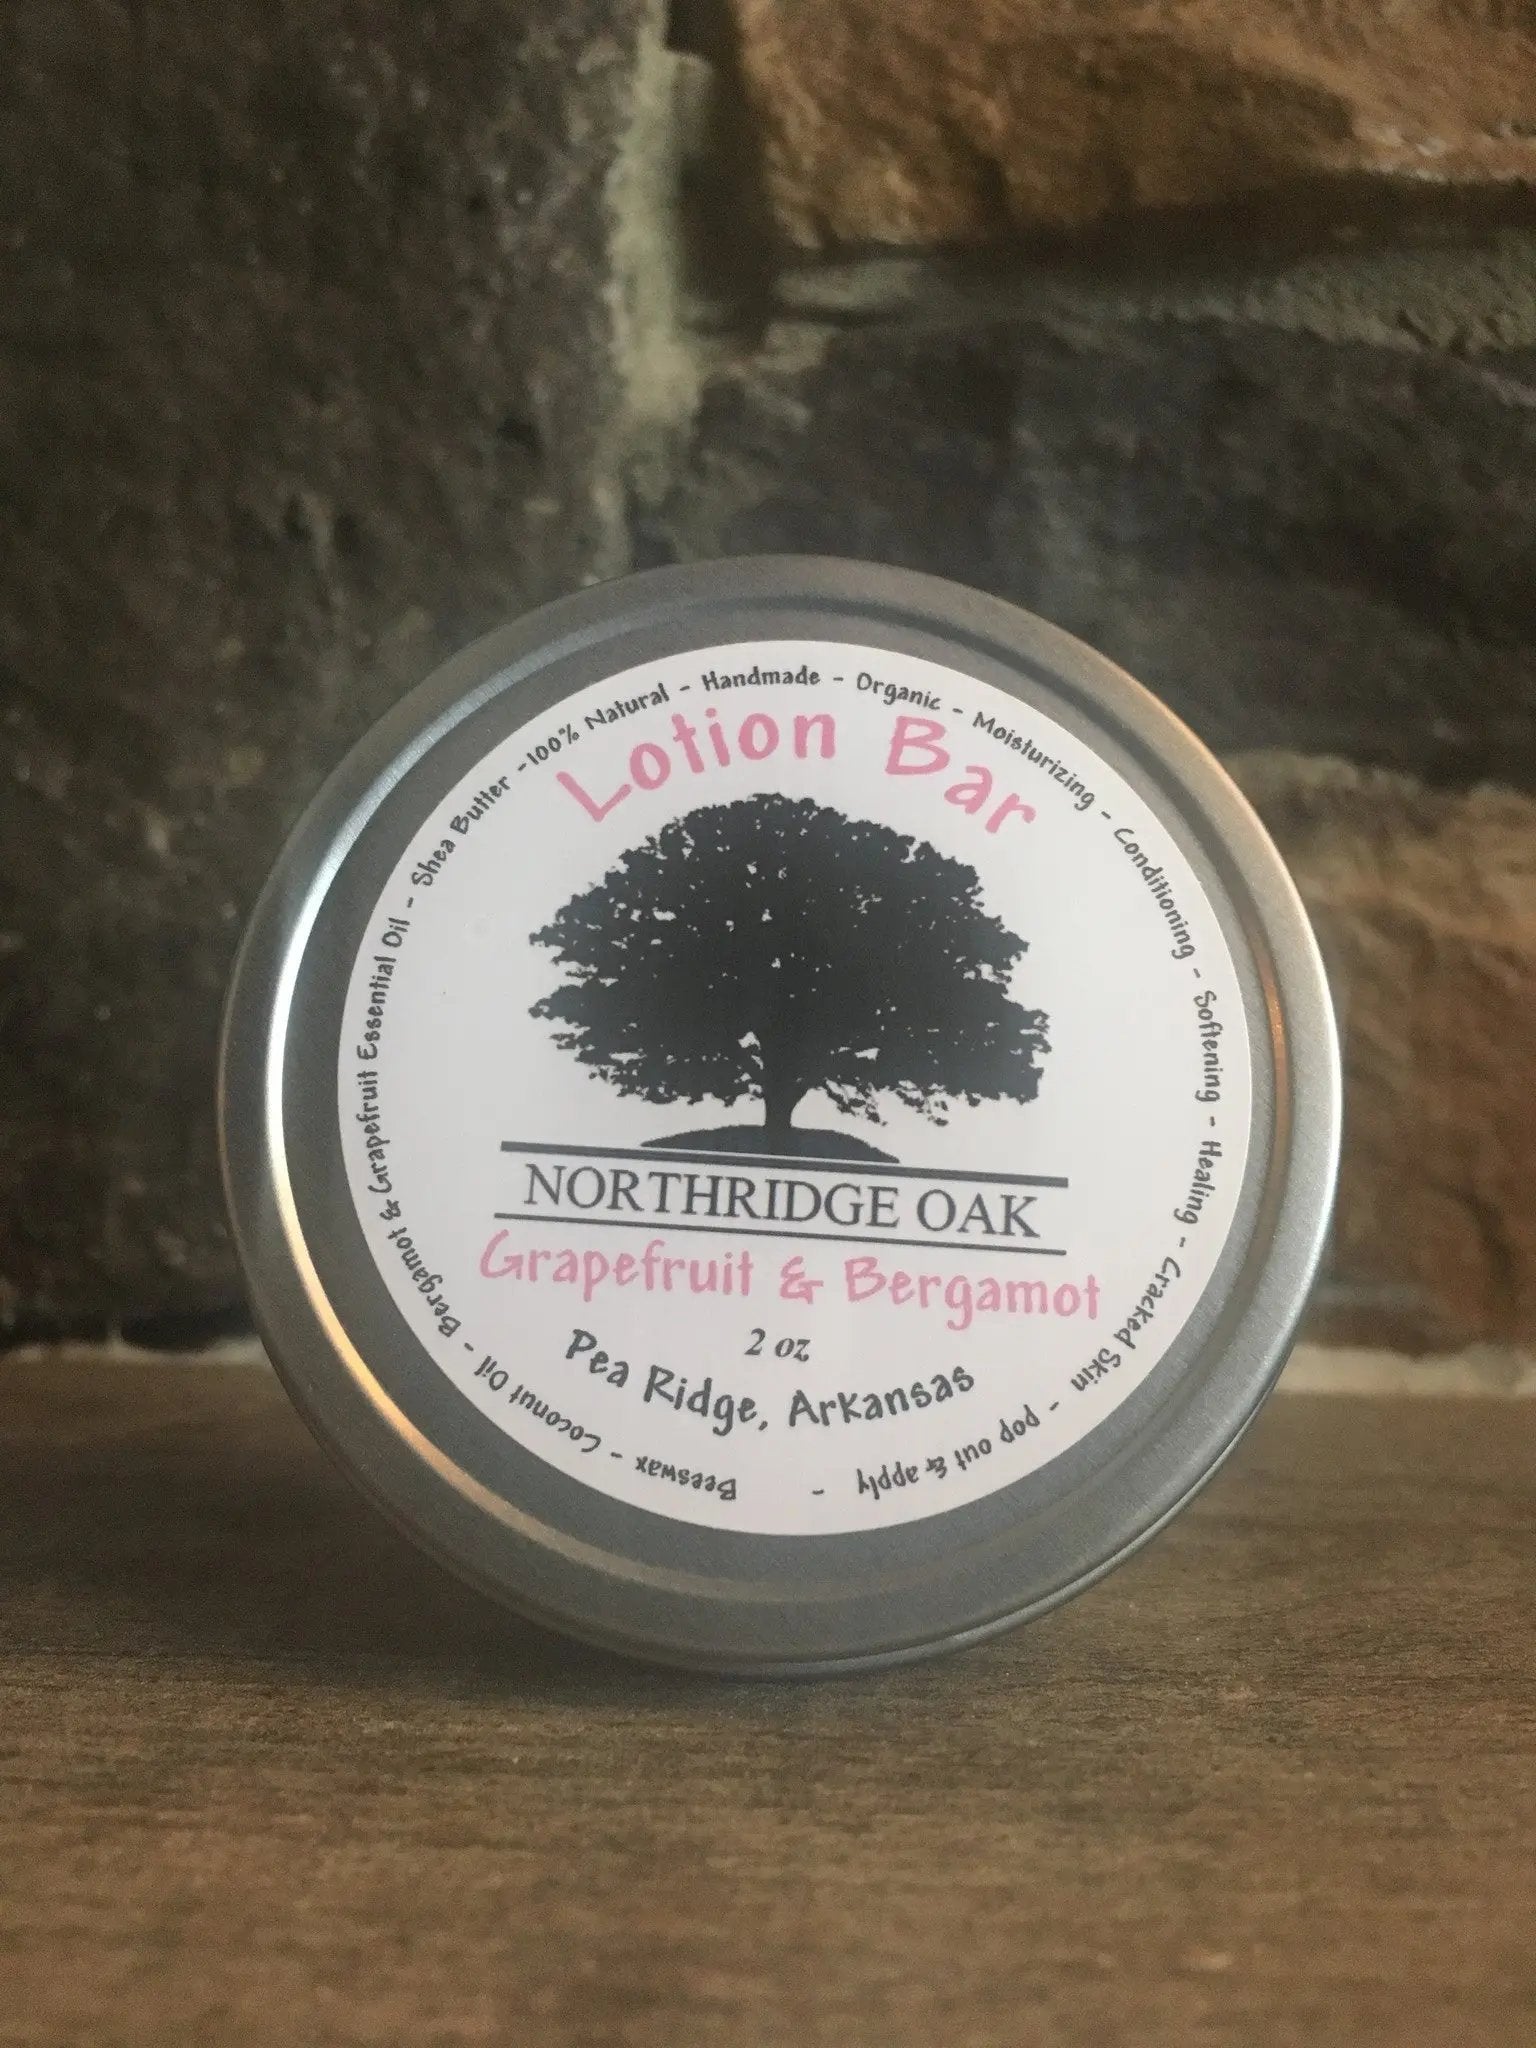 Beeswax - Coconut Oil - Bergamot & Grapefruit Essential Oil - Shea Butter -100% Natural - Handmade - Organic - Moisturizing - Conditioning - Softening - Healing - Cracked Skin - pop out & apply -
Lotion Bar
NORTHRIDGE OAK
Grapefruit & Bergamot
2 oz
Pea Ridge, Arkansas